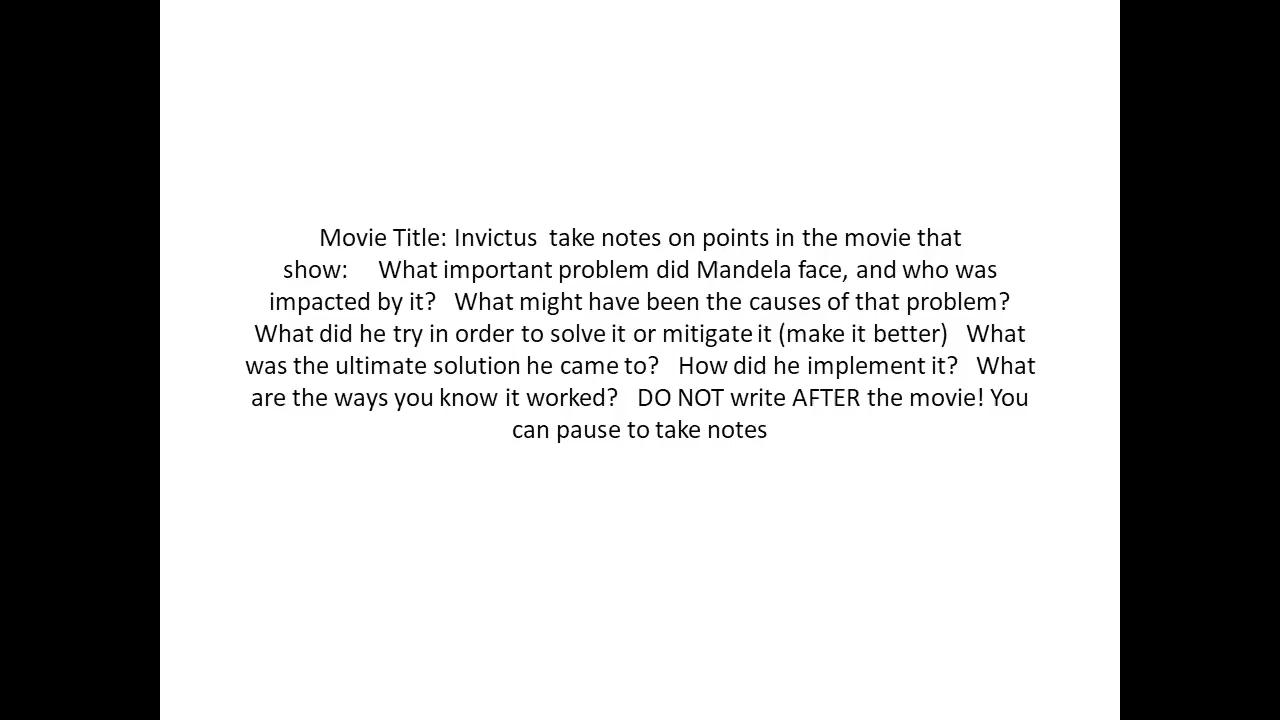 Movie Title: Invictus  take notes on points in the movie that
show:     What important problem did Mandela face, and who was
impacted by it?   What might have been the causes of that problem?
What did he try in order to solve it or mitigate it (make it better)   What
was the ultimate solution he came to?   How did he implement it?   What
are the ways you know it worked?   DO NOT write AFTER the movie! You
can pause to take notes